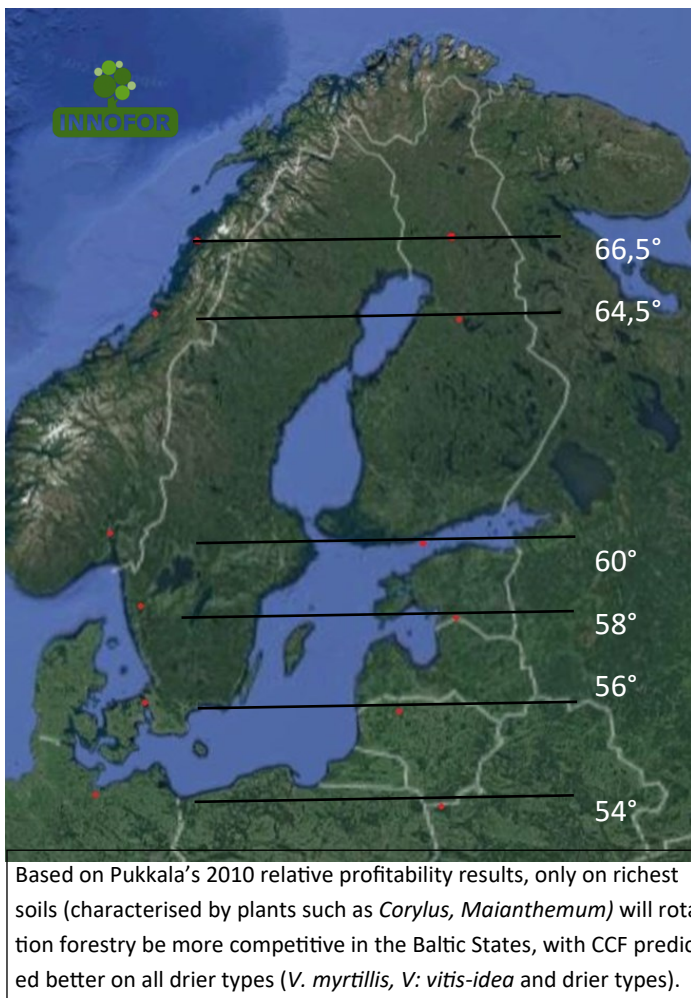 INNOFOR
66,5°
64,5°
60°
58°
56°
54°
Based on Pukkala’s 2010 relative profitability results, only on richest
soils (characterised by plants such as Corylus, Maianthemum) will rota
tion forestry be more competitive in the Baltic States, with CCF predic
ed better on all drier types (V. myrtillis, V: vitis-idea and drier types).